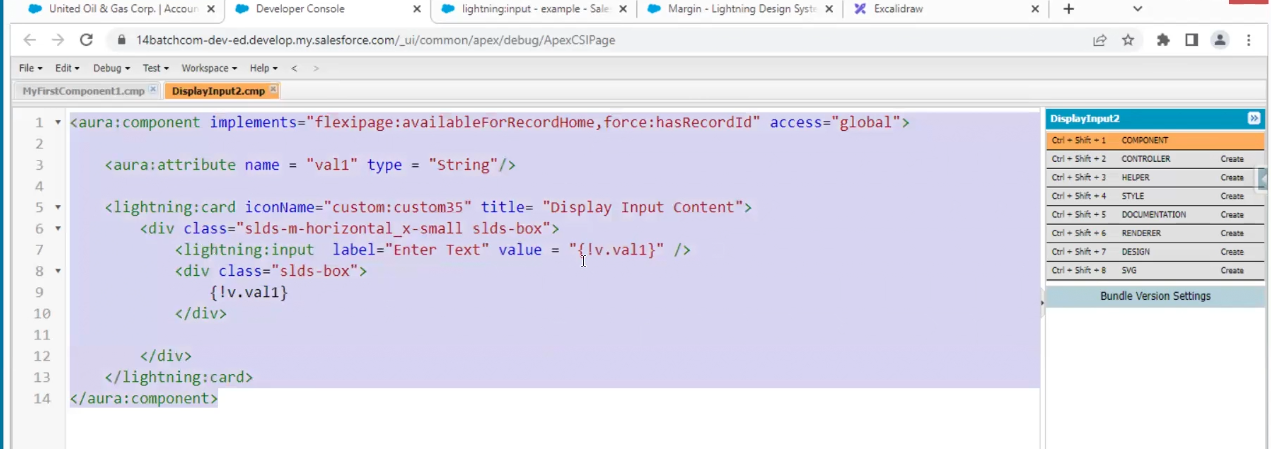 United Oil & Gas Corp. | Accoun
Developer Console
lightning:input - example - Sale
Margin - Lightning Design Syste
Excalidraw
14batchcom-dev-ed.develop.my.salesforce.com/_ui/common/apex/debug/ApexCSIPage
File Edit Debug Test Workspace Help < >
MyFirstComponent1.cmp DisplayInput2.cmp
1 <aura:component implements="flexipage:availableForRecordHome,force:hasRecordId" access="global">
2
3 <aura:attribute name = "val1" type = "String"/>
4
5 <lightning:card iconName="custom:custom35" title= "Display Input Content">
6 <div class="slds-m-horizontal_x-small slds-box">
7 <lightning:input  label="Enter Text" value = "{!v.val1}" />
8 <div class="slds-box">
9 {!v.val1}
10 </div>
11
12 </div>
13 </lightning:card>
14 </aura:component>
DisplayInput2
Ctrl + Shift + 1 COMPONENT
Ctrl + Shift + 2 CONTROLLER Create
Ctrl + Shift + 3 HELPER Create
Ctrl + Shift + 4 STYLE Create
Ctrl + Shift + 5 DOCUMENTATION Create
Ctrl + Shift + 6 RENDERER Create
Ctrl + Shift + 7 DESIGN Create
Ctrl + Shift + 8 SVG Create
Bundle Version Settings